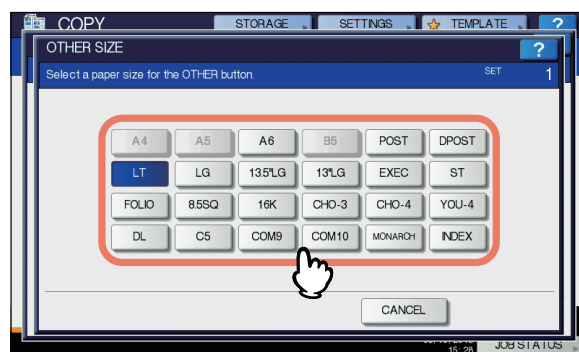 COPY STORAGE SETTINGS TEMPLATE ?
OTHER SIZE ?
Select a paper size for the OTHER button. SET 1
A4 A5 A6 B5 POST DPOST
LT LG 13.5"LG 13"LG EXEC ST
FOLIO 8.5SQ 16K CHO-3 CHO-4 YOU-4
DL C5 COM9 COM10 MONARCH INDEX
CANCEL
15:28 JOB STATUS